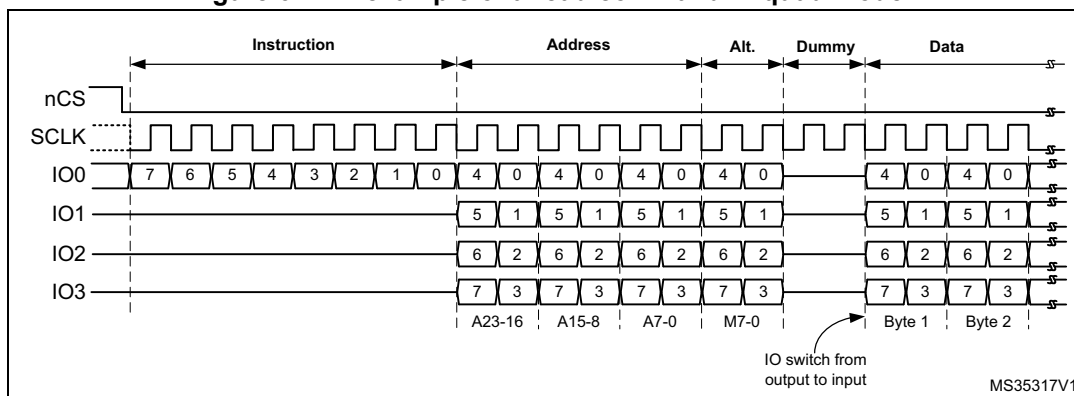 Instruction Address Alt. Dummy Data
nCS
SCLK
IO0 7 6 5 4 3 2 1 0 4 0 4 0 4 0 4 0 4 0 4 0
IO1 5 1 5 1 5 1 5 1 5 1 5 1
IO2 6 2 6 2 6 2 6 2 6 2 6 2
IO3 7 3 7 3 7 3 7 3 7 3 7 3
A23-16 A15-8 A7-0 M7-0 Byte 1 Byte 2
IO switch from
output to input
MS35317V1